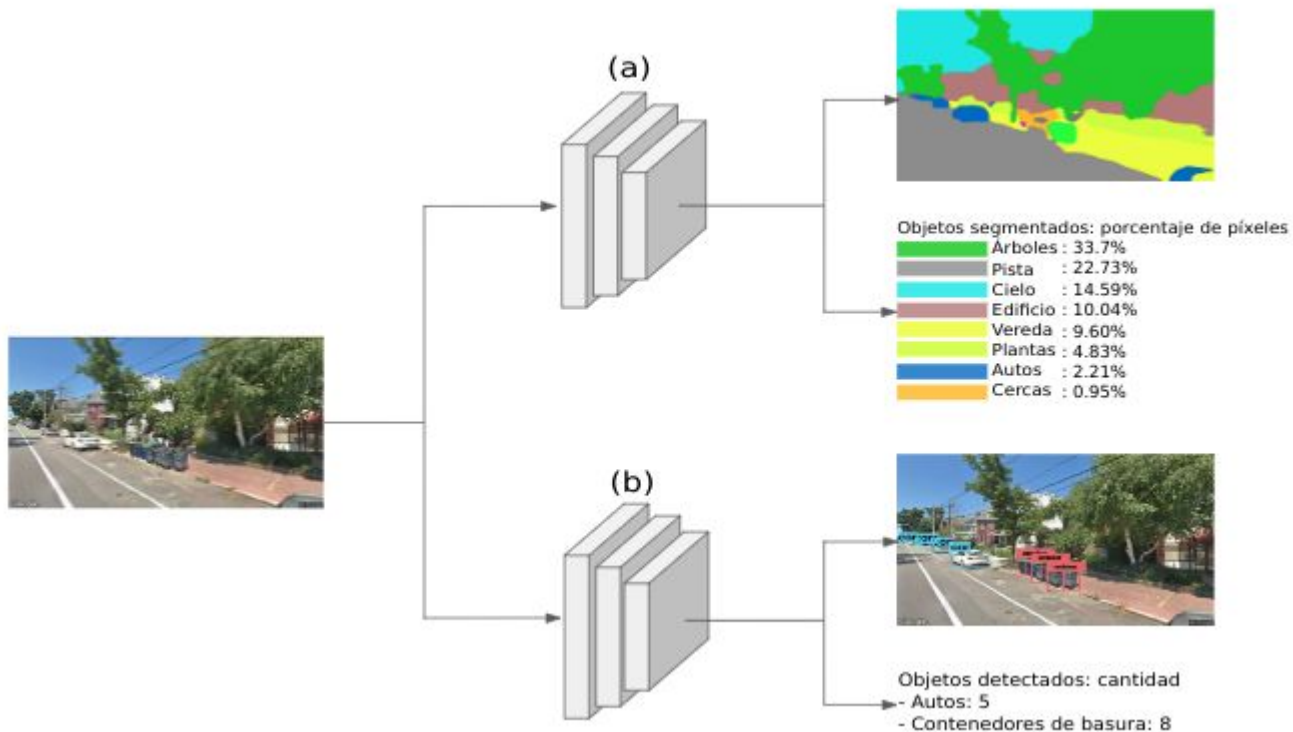 (a)
Objetos segmentados: porcentaje de píxeles
Árboles : 33.7%
Pista : 22.73%
Cielo : 14.59%
Edificio : 10.04%
Vereda : 9.60%
Plantas : 4.83%
Autos : 2.21%
Cercas : 0.95%
(b)
Objetos detectados: cantidad
- Autos: 5
- Contenedores de basura: 8